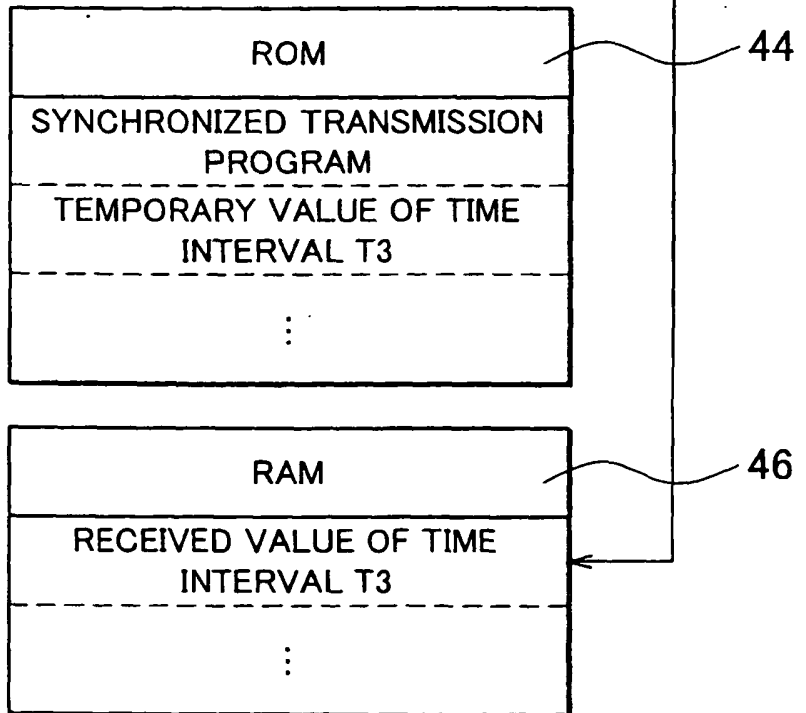 ROM
44
SYNCHRONIZED TRANSMISSION
PROGRAM
TEMPORARY VALUE OF TIME
INTERVAL T3
⋮
RAM
46
RECEIVED VALUE OF TIME
INTERVAL T3
⋮